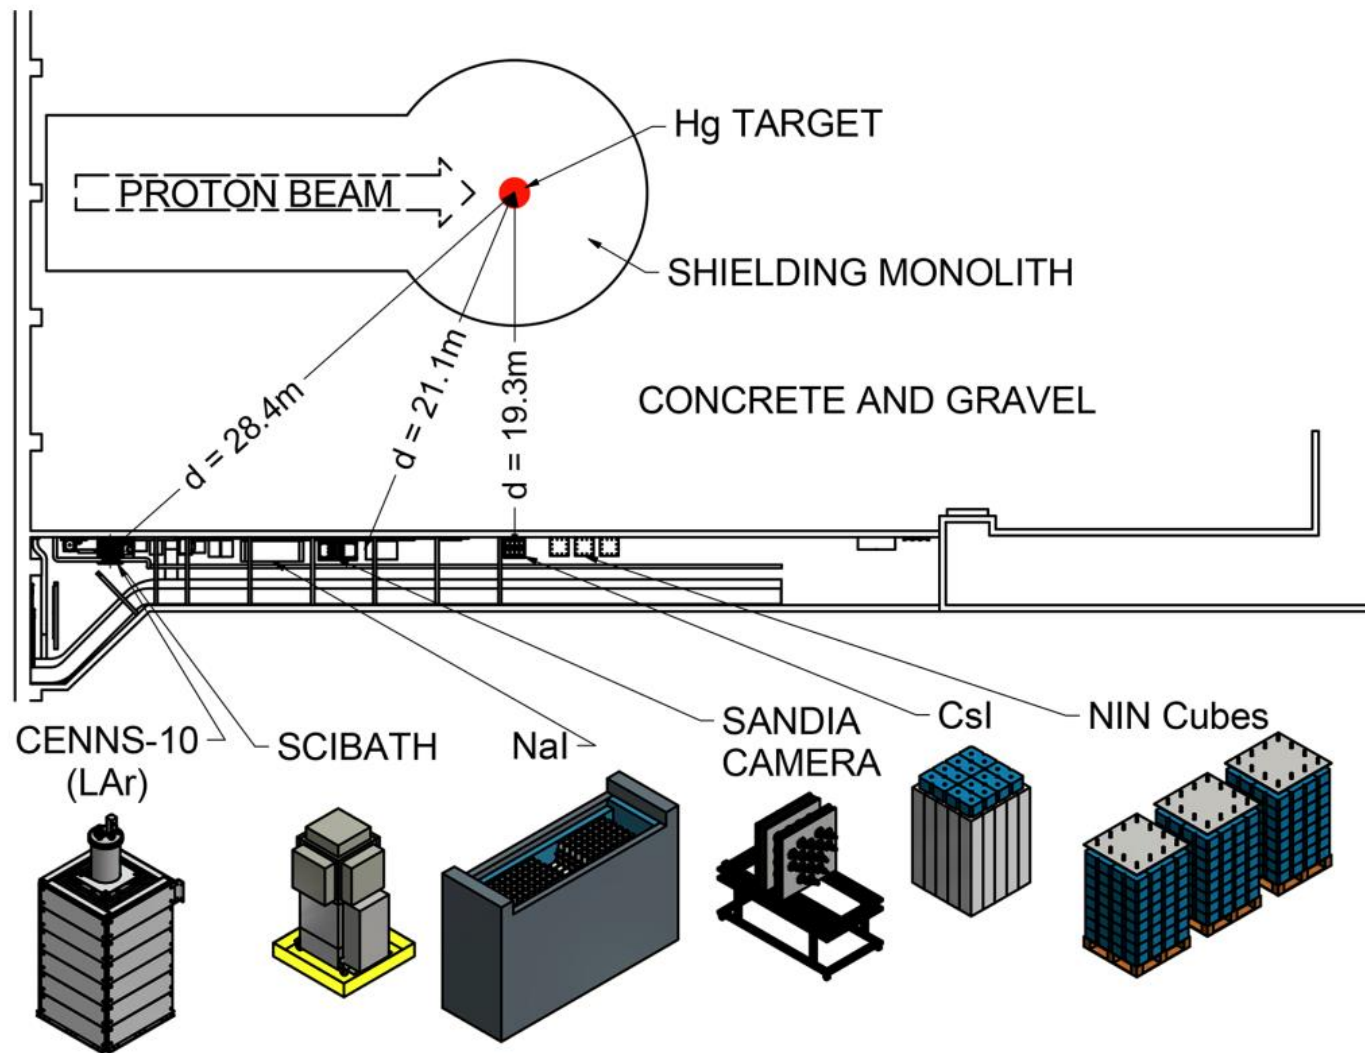 Hg TARGET
PROTON BEAM
SHIELDING MONOLITH
d = 28.4m
d = 21.1m
d = 19.3m
CONCRETE AND GRAVEL
CENNS-10
(LAr)
SCIBATH
NaI
SANDIA
CAMERA
CsI
NIN Cubes